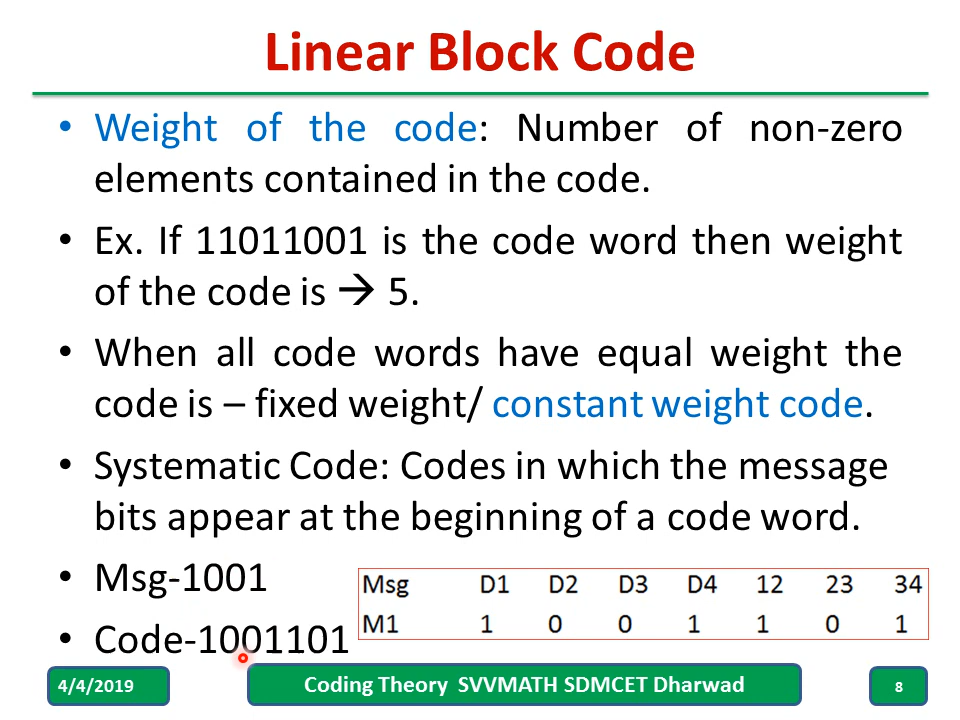 Linear Block Code
• Weight of the code: Number of non-zero
elements contained in the code.
• Ex. If 11011001 is the code word then weight
of the code is → 5.
• When all code words have equal weight the
code is – fixed weight/ constant weight code.
• Systematic Code: Codes in which the message
bits appear at the beginning of a code word.
• Msg-1001
• Code-1001101
Msg D1 D2 D3 D4 12 23 34
M1 1 0 0 1 1 0 1
4/4/2019 Coding Theory SVVMATH SDMCET Dharwad 8